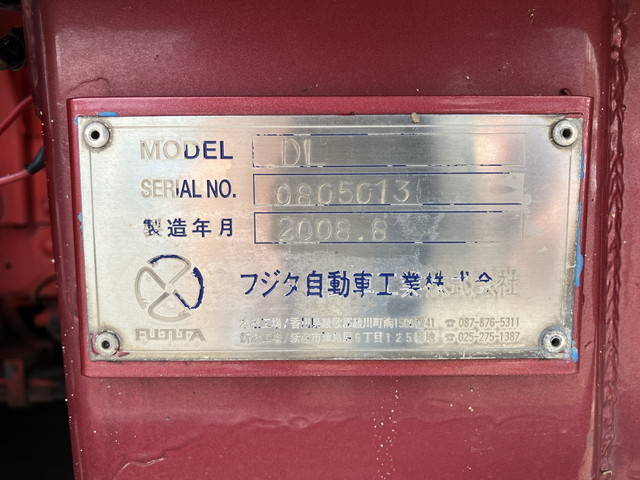 MODEL DL
SERIAL NO. 0805013
製造年月 2008.8
フジタ自動車工業株式会社
FUJITA
☎087-876-5311
☎025-275-1387